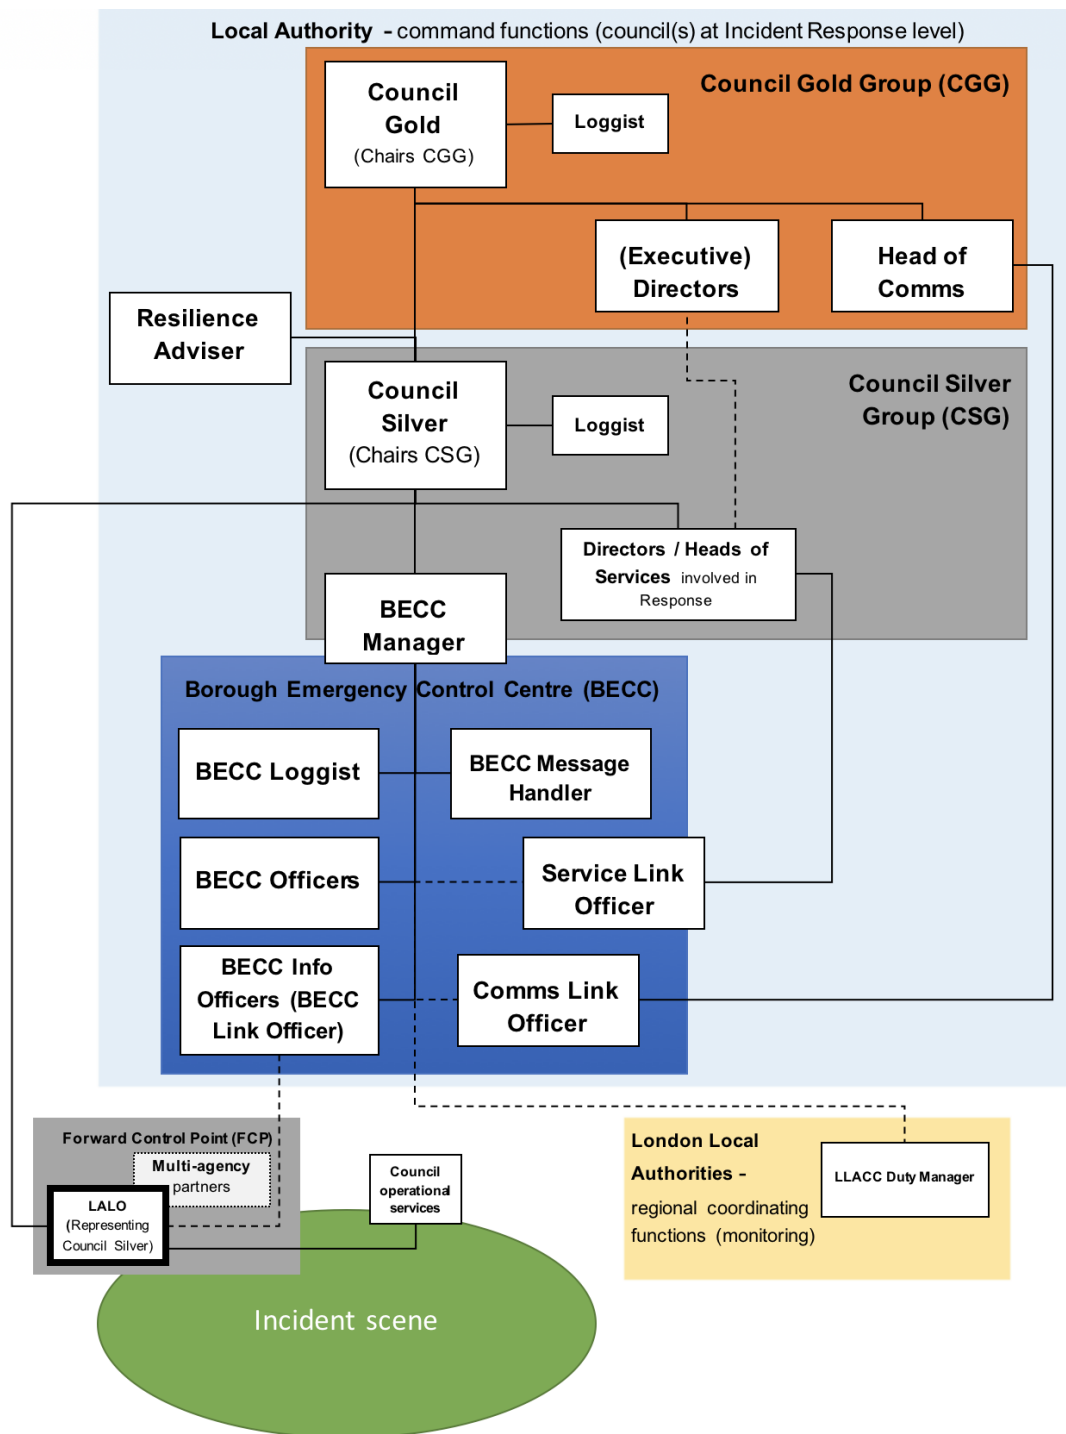 Local Authority - command functions (council(s) at Incident Response level)
Council Gold Group (CGG)
Council
Gold
(Chairs CGG)
Loggist
(Executive)
Directors
Head of
Comms
Resilience
Adviser
Council Silver
Group (CSG)
Council
Silver
(Chairs CSG)
Loggist
Directors / Heads of
Services involved in
Response
BECC
Manager
Borough Emergency Control Centre (BECC)
BECC Loggist
BECC Message
Handler
BECC Officers
Service Link
Officer
BECC Info
Officers (BECC
Link Officer)
Comms Link
Officer
Forward Control Point (FCP)
Multi-agency
partners
LALO
(Representing
Council Silver)
Council
operational
services
London Local
Authorities -
regional coordinating
functions (monitoring)
LLACC Duty Manager
Incident scene